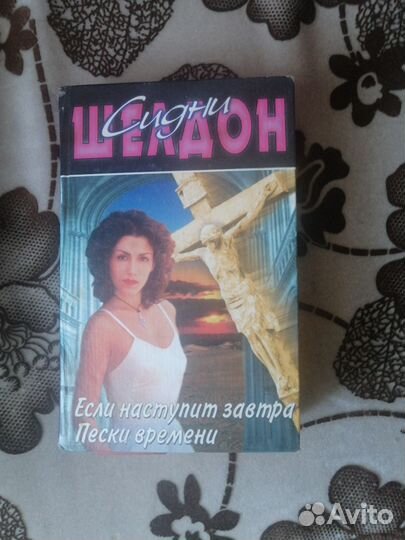 Сидни
ШЕЛДОН
Если наступит завтра
Пески времени
Avito